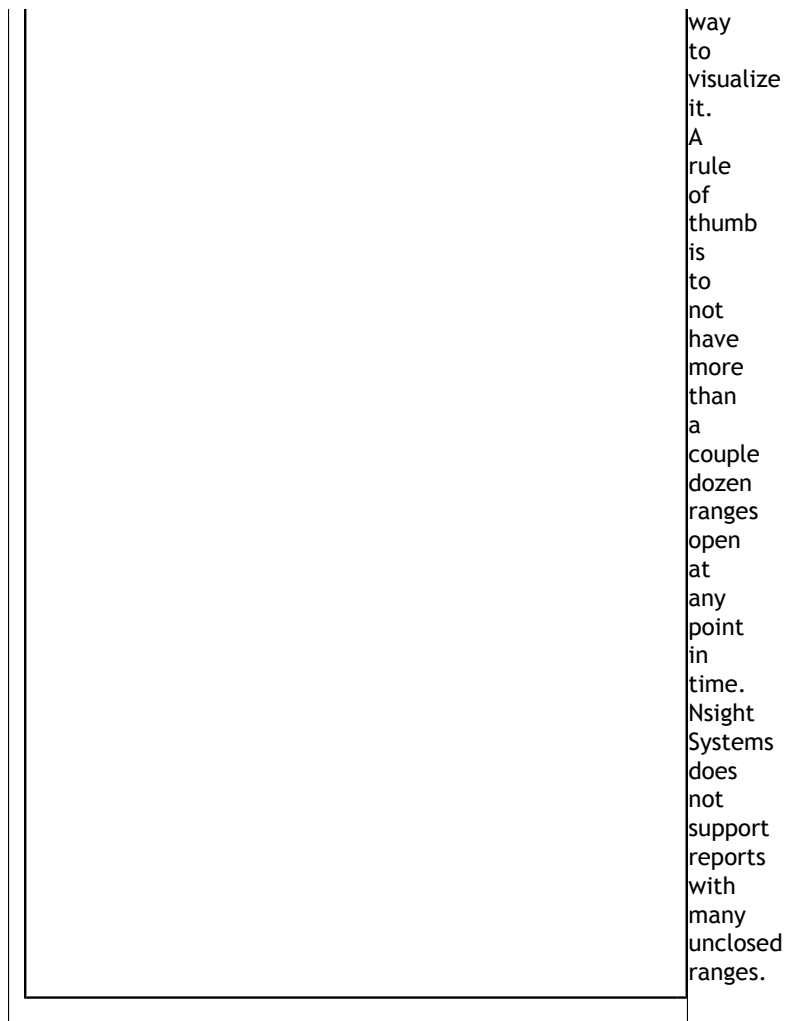 way
to
visualize
it.
A
rule
of
thumb
is
to
not
have
more
than
a
couple
dozen
ranges
open
at
any
point
in
time.
Nsight
Systems
does
not
support
reports
with
many
unclosed
ranges.